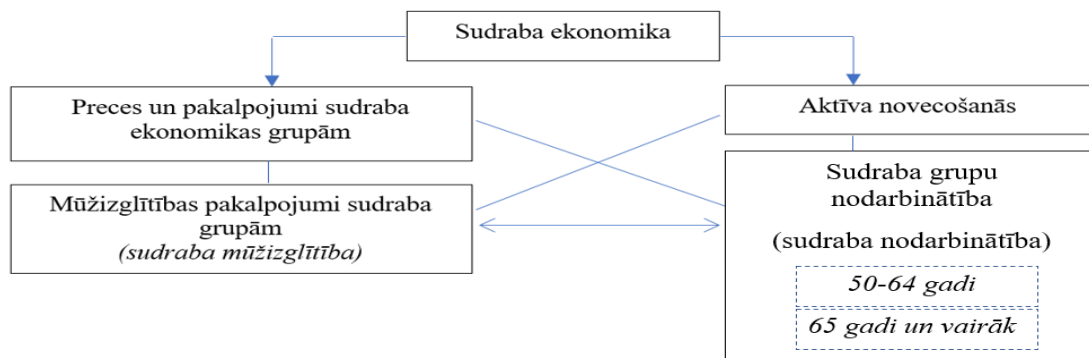 Sudraba ekonomika
Preces un pakalpojumi sudraba
ekonomikas grupām
Aktīva novecošanās
Mūžizglītības pakalpojumi sudraba
grupām
(sudraba mūžizglītība)
Sudraba grupu
nodarbinātība
(sudraba nodarbinātība)
50-64 gadi
65 gadi un vairāk